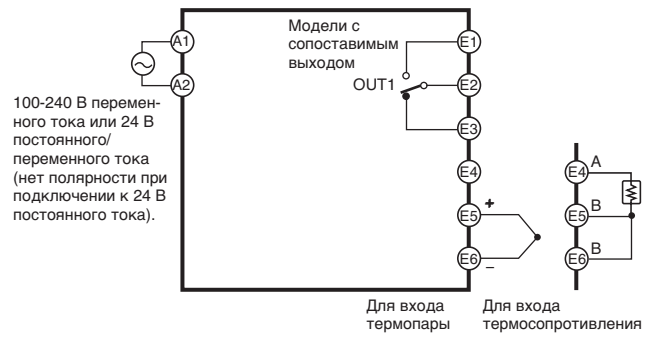 Модели с
сопоставимым
выходом
A1
A2
OUT1
E1
E2
E3
E4
E5
E6
+
–
100-240 В перемен-
ного тока или 24 В
постоянного/
переменного тока
(нет полярности при
подключении к 24 В
постоянного тока).
E4
A
E5
B
E6
B
Для входа
термопары
Для входа
термосопротивления